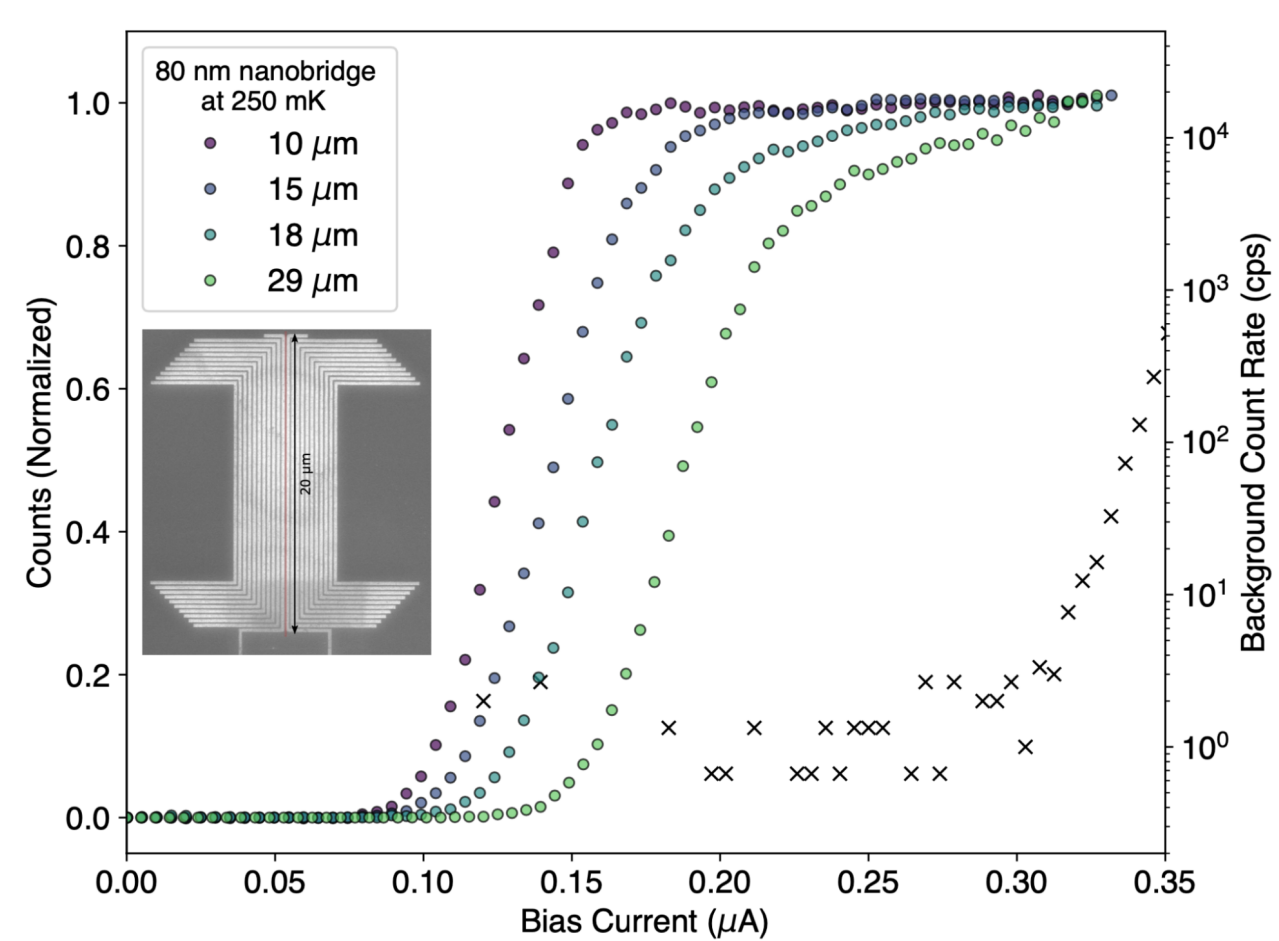 80 nm nanobridge
at 250 mK
10 μm
15 μm
18 μm
29 μm
20 μm
Counts (Normalized)
1.0
0.8
0.6
0.4
0.2
0.0
0.00 0.05 0.10 0.15 0.20 0.25 0.30 0.35
Bias Current (μA)
10⁴
10³
10²
10¹
10⁰
Background Count Rate (cps)